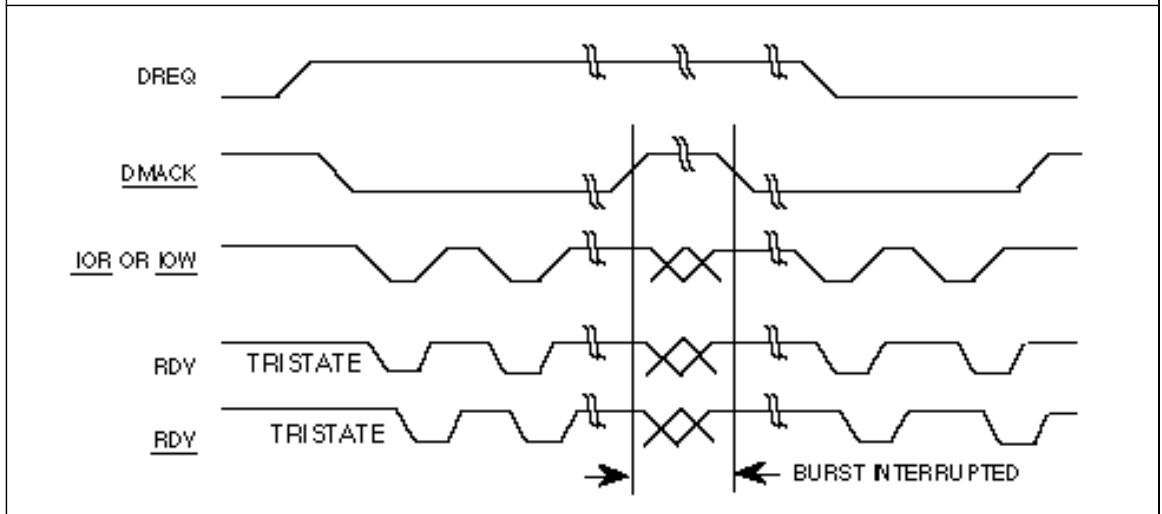 DREQ
DMACK
IOR OR IOW
RDY TRISTATE
RDY TRISTATE
BURST INTERRUPTED